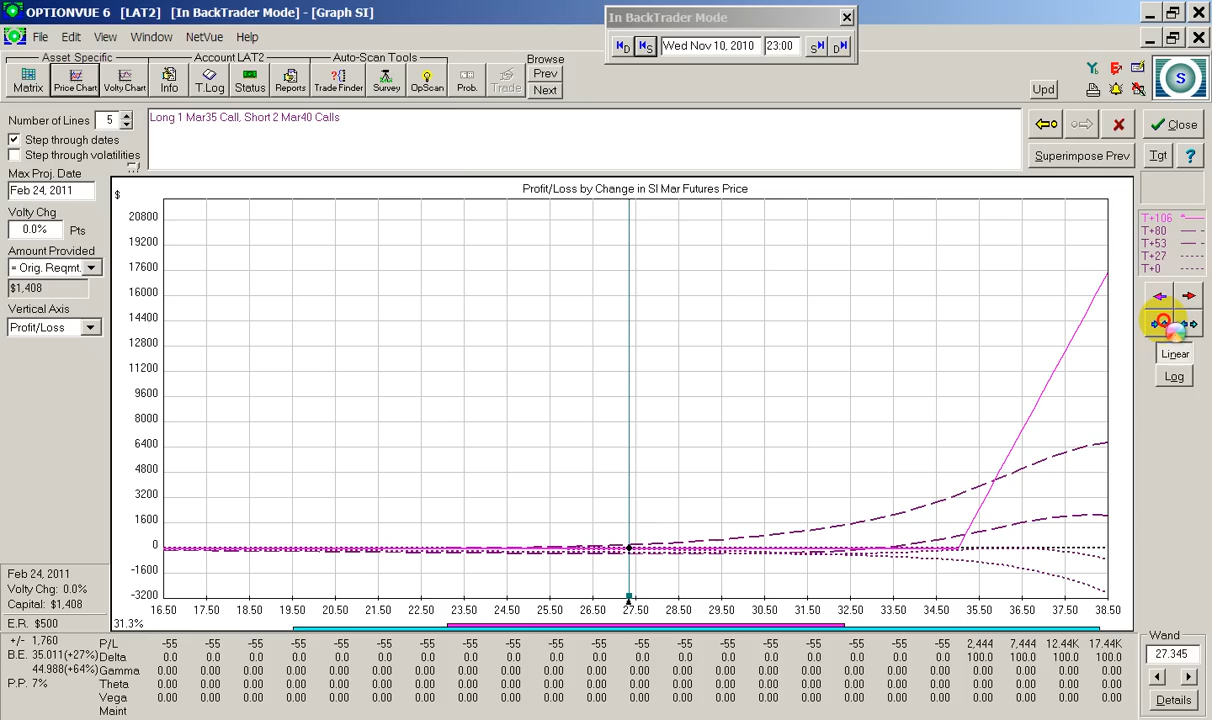 OPTIONVUE 6 [LAT2] [In BackTrader Mode] - [Graph SI]
In BackTrader Mode
File Edit View Window NetVue Help
D S Wed Nov 10, 2010 23:00 S D
Asset Specific Account LAT2 Auto-Scan Tools Browse
Matrix Price Chart Volty Chart Info T.Log Status Reports Trade Finder Survey OpScan Prob. Trade
Prev
Next
Upd
S
Number of Lines 5
Long 1 Mar35 Call, Short 2 Mar40 Calls
Close
Step through dates
Step through volatilities
Superimpose Prev Tgt ?
Max Proj. Date
Feb 24, 2011
Volty Chg
0.0% Pts
Amount Provided
= Orig. Reqmt.
$1,408
Vertical Axis
Profit/Loss
$ Profit/Loss by Change in SI Mar Futures Price
20800
19200
17600
16000
14400
12800
11200
9600
8000
6400
4800
3200
1600
0
-1600
-3200
16.50 17.50 18.50 19.50 20.50 21.50 22.50 23.50 24.50 25.50 26.50 27.50 28.50 29.50 30.50 31.50 32.50 33.50 34.50 35.50 36.50 37.50 38.50
31.3%
T+106
T+80
T+53
T+27
T+0
Linear
Log
Feb 24, 2011
Volty Chg: 0.0%
Capital: $1,408
E.R. $500
+/- 1,760
B.E. 35.011(+27%)
44.988(+64%)
P.P. 7%
P/L -55 -55 -55 -55 -55 -55 -55 -55 -55 -55 -55 -55 -55 -55 -55 -55 -55 -55 -55 2,444 7,444 12.44K 17.44K
Delta 0.0 0.0 0.0 0.0 0.0 0.0 0.0 0.0 0.0 0.0 0.0 0.0 0.0 0.0 0.0 0.0 0.0 0.0 0.0 100.0 100.0 100.0 100.0
Gamma 0.00 0.00 0.00 0.00 0.00 0.00 0.00 0.00 0.00 0.00 0.00 0.00 0.00 0.00 0.00 0.00 0.00 0.00 0.00 0.00 0.00 0.00 0.00
Theta 0.00 0.00 0.00 0.00 0.00 0.00 0.00 0.00 0.00 0.00 0.00 0.00 0.00 0.00 0.00 0.00 0.00 0.00 0.00 0.00 0.00 0.00 0.00
Vega 0.00 0.00 0.00 0.00 0.00 0.00 0.00 0.00 0.00 0.00 0.00 0.00 0.00 0.00 0.00 0.00 0.00 0.00 0.00 0.00 0.00 0.00 0.00
Maint
Wand
27.345
Details